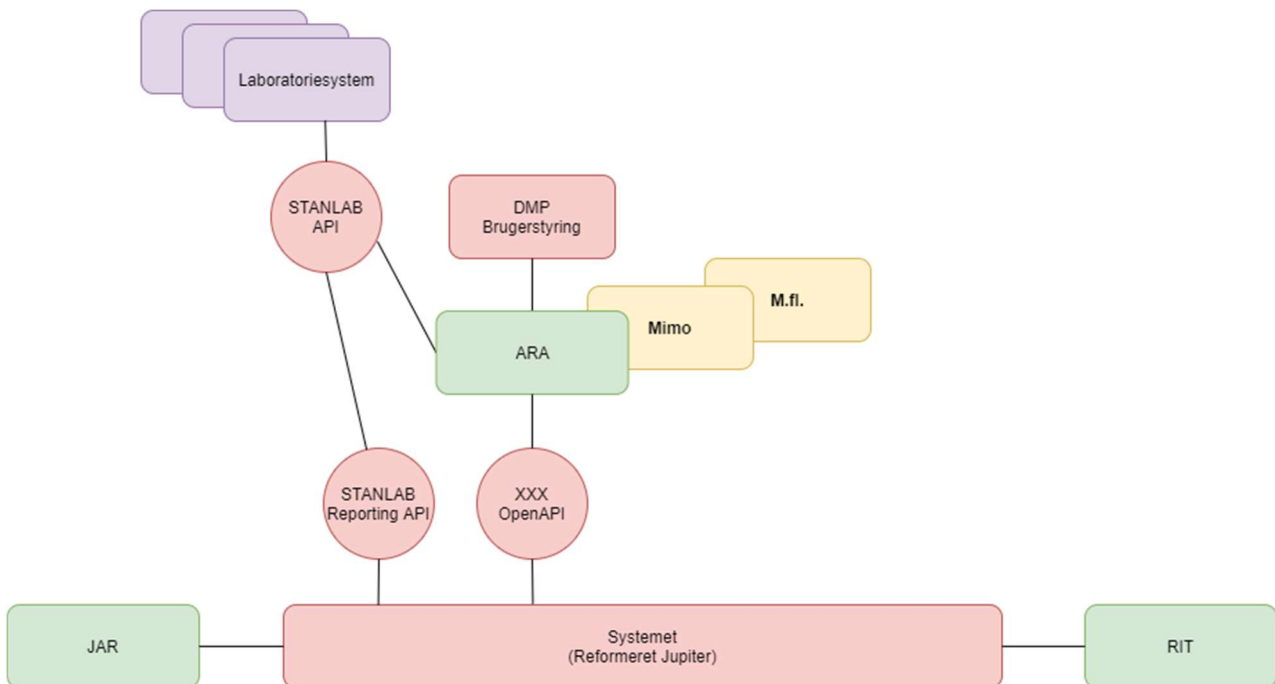 Laboratoriesystem
STANLAB
API
DMP
Brugerstyring
M.fl.
Mimo
ARA
STANLAB
Reporting API
XXX
OpenAPI
JAR
Systemet
(Reformeret Jupiter)
RIT